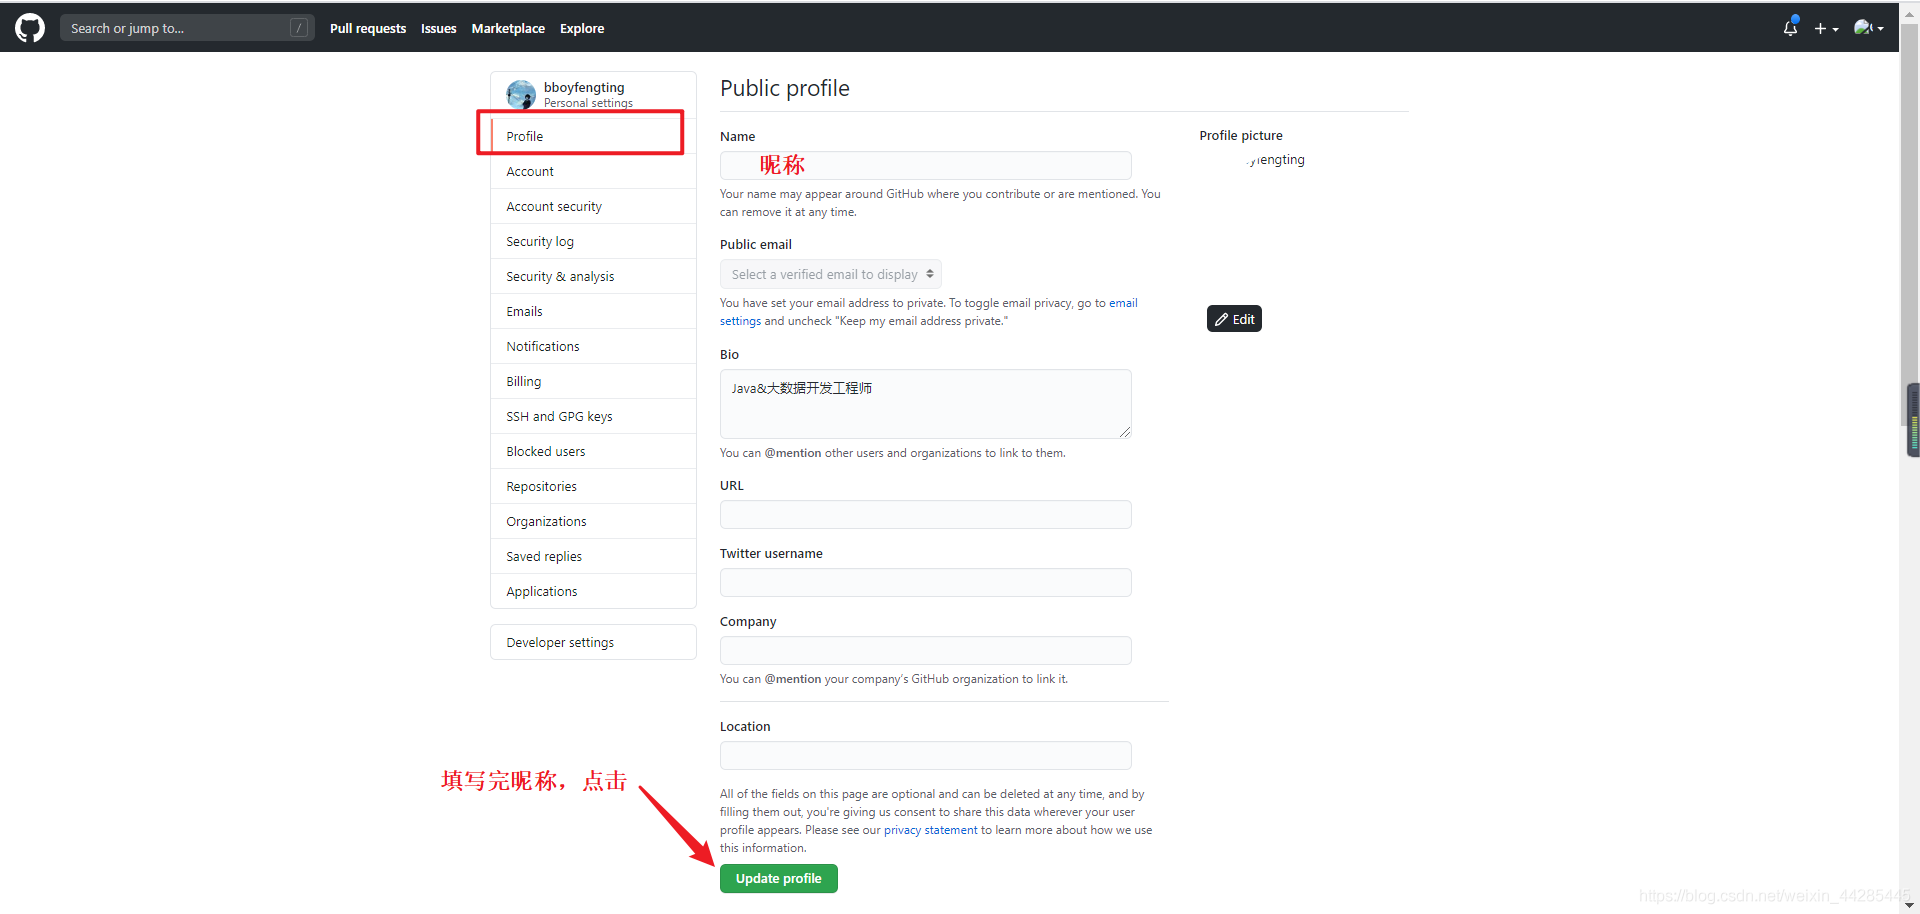 Search or jump to...
/
Pull requests
Issues
Marketplace
Explore
bboyfengting
Personal settings
Profile
Account
Account security
Security log
Security & analysis
Emails
Notifications
Billing
SSH and GPG keys
Blocked users
Repositories
Organizations
Saved replies
Applications
Developer settings
Public profile
Name
昵称
Your name may appear around GitHub where you contribute or are mentioned. You
can remove it at any time.
Public email
Select a verified email to display
You have set your email address to private. To toggle email privacy, go to email
settings and uncheck "Keep my email address private."
Bio
Java&大数据开发工程师
You can @mention other users and organizations to link to them.
URL
Twitter username
Company
You can @mention your company's GitHub organization to link it.
Location
填写完昵称，点击
All of the fields on this page are optional and can be deleted at any time, and by
filling them out, you're giving us consent to share this data wherever your user
profile appears. Please see our privacy statement to learn more about how we use
this information.
Update profile
Profile picture
yfengting
Edit
https://blog.csdn.net/weixin_44285445